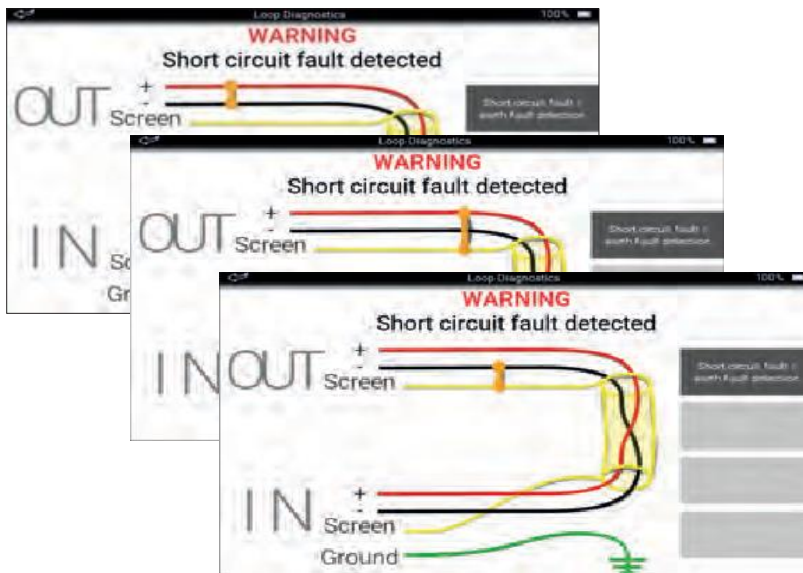 Loop Diagnostics 100%
WARNING
Short circuit fault detected
OUT
+
-
Screen
Short circuit fault &
earth fault detection
IN
Sc
Gr
Loop Diagnostics 100%
WARNING
Short circuit fault detected
OUT
+
-
Screen
Short circuit fault &
earth fault detection
IN
Loop Diagnostics 100%
WARNING
Short circuit fault detected
OUT
+
-
Screen
Short circuit fault &
earth fault detection
IN
+
-
Screen
Ground